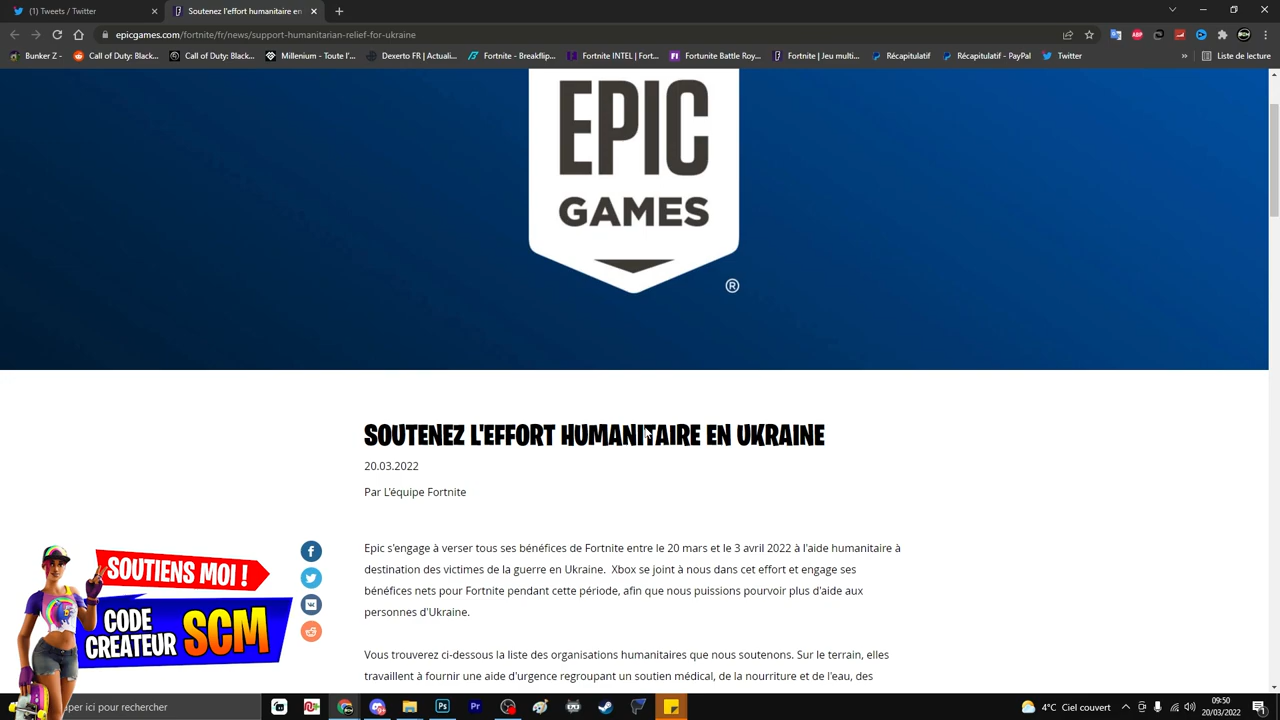 (1) Tweets / Twitter
Soutenez l'effort humanitaire en
epicgames.com/fortnite/fr/news/support-humanitarian-relief-for-ukraine
Bunker Z -
Call of Duty: Black...
Call of Duty: Black...
Millenium - Toute l'...
Dexerto FR | Actuali...
Fortnite - Breakflip...
Fortnite INTEL | Fort...
Fortunite Battle Roy...
Fortnite | Jeu multi...
Récapitulatif
Récapitulatif - PayPal
Twitter
»
Liste de lecture
EPIC
GAMES
®
SOUTENEZ L'EFFORT HUMANITAIRE EN UKRAINE
20.03.2022
Par L'équipe Fortnite
Epic s'engage à verser tous ses bénéfices de Fortnite entre le 20 mars et le 3 avril 2022 à l'aide humanitaire à
destination des victimes de la guerre en Ukraine. Xbox se joint à nous dans cet effort et engage ses
bénéfices nets pour Fortnite pendant cette période, afin que nous puissions pourvoir plus d'aide aux
personnes d'Ukraine.
Vous trouverez ci-dessous la liste des organisations humanitaires que nous soutenons. Sur le terrain, elles
travaillent à fournir une aide d'urgence regroupant un soutien médical, de la nourriture et de l'eau, des
SOUTIENS MOI !
CODE
CREATEUR SCM
aper ici pour rechercher
4°C Ciel couvert
09:50
20/03/2022